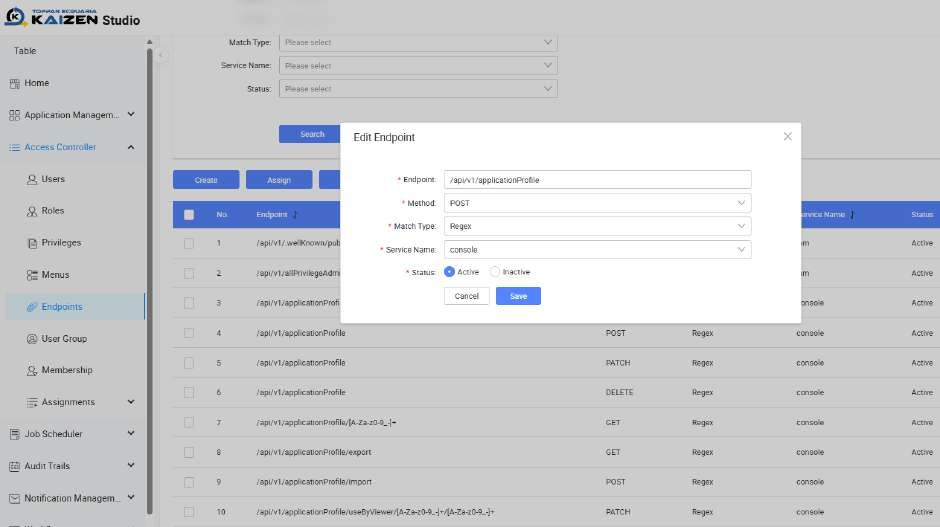 TOPPAN ECQUARIA
KAIZEN Studio
Table
Home
Application Managem...
Access Controller
Users
Roles
Privileges
Menus
Endpoints
User Group
Membership
Assignments
Job Scheduler
Audit Trails
Notification Managem...
Match Type: Please select
Service Name: Please select
Status: Please select
Search
Create Assign
No. Endpoint Service Name Status
1 /api/v1/.wellKnown/pub Active
2 /api/v1/allPrivilegeAdm Active
3 /api/v1/applicationProfi console Active
4 /api/v1/applicationProfile POST Regex console Active
5 /api/v1/applicationProfile PATCH Regex console Active
6 /api/v1/applicationProfile DELETE Regex console Active
7 /api/v1/applicationProfile/[A-Za-z0-9_-]+ GET Regex console Active
8 /api/v1/applicationProfile/export GET Regex console Active
9 /api/v1/applicationProfile/import POST Regex console Active
10 /api/v1/applicationProfile/useByViewer/[A-Za-z0-9_-]+/[A-Za-z0-9_-]+ PATCH Regex console Active
Edit Endpoint
* Endpoint: /api/v1/applicationProfile
* Method: POST
* Match Type: Regex
* Service Name: console
* Status: Active Inactive
Cancel Save